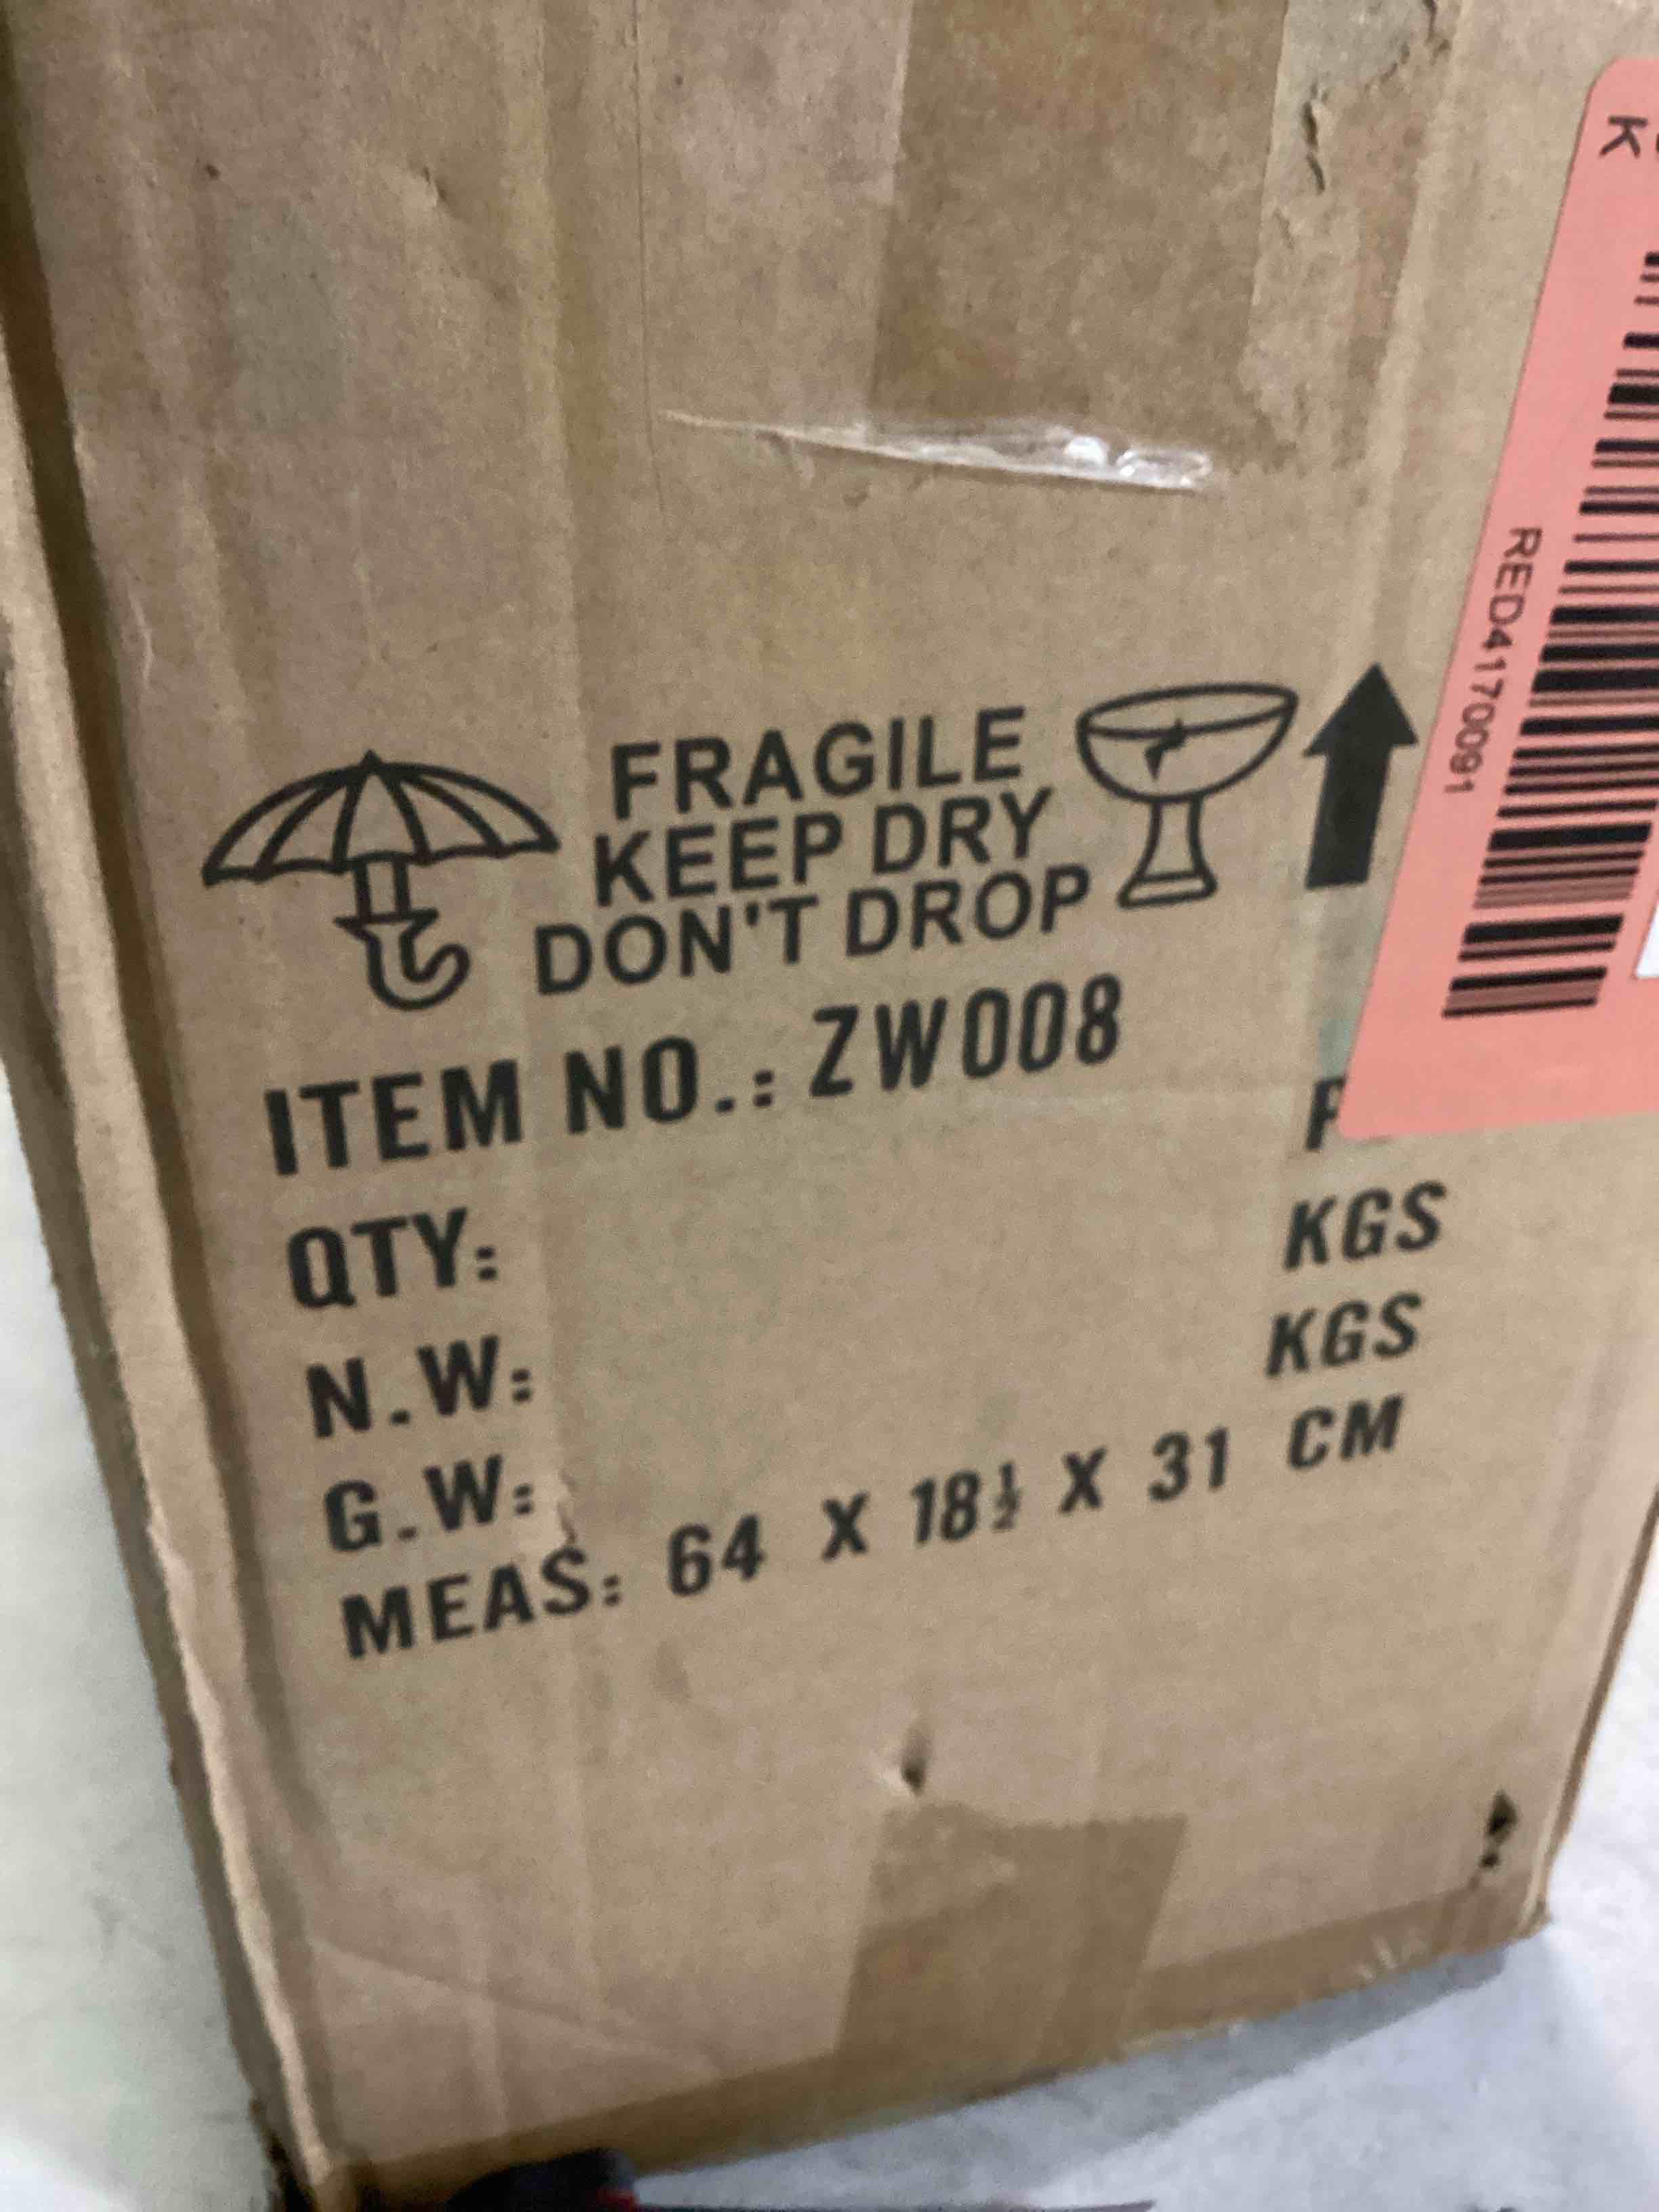 K
RED4170091
FRAGILE
KEEP DRY
DON'T DROP
ITEM NO.: ZW008
QTY:
N.W: KGS
G.W: KGS
MEAS: 64 X 18½ X 31 CM